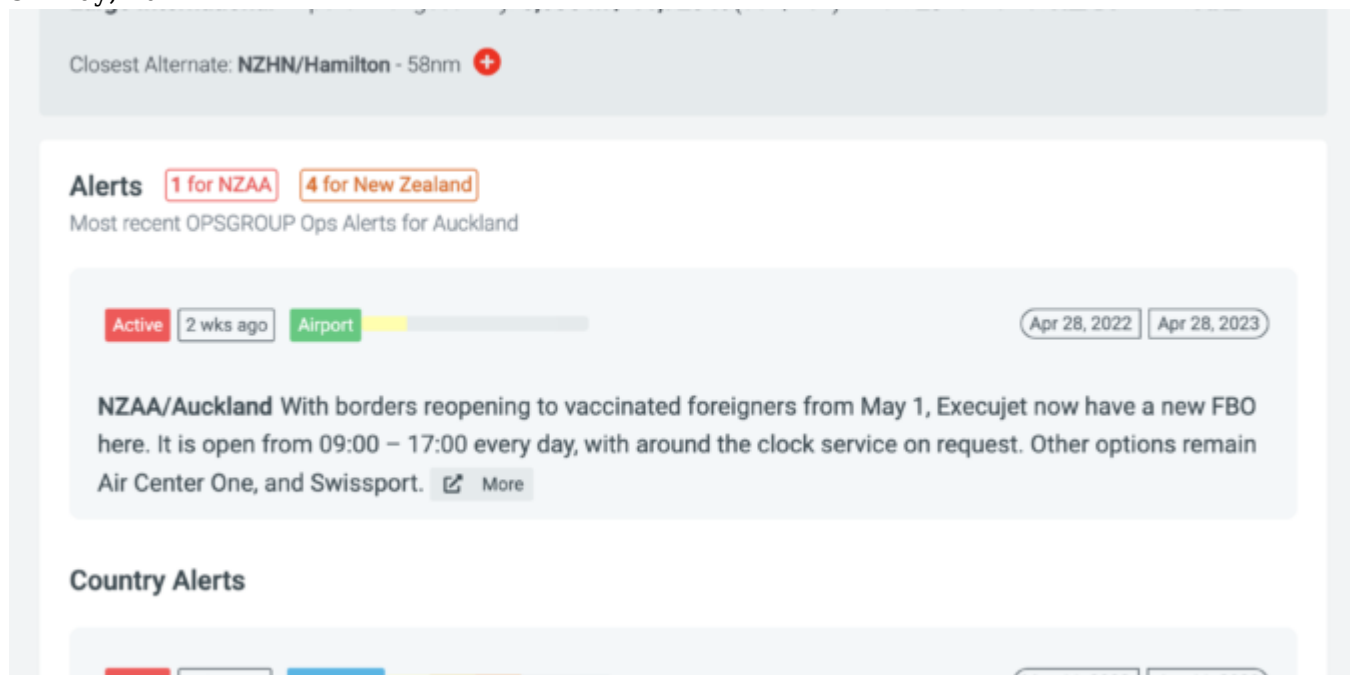 Closest Alternate: NZHN/Hamilton - 58nm
Alerts 1 for NZAA 4 for New Zealand
Most recent OPSGROUP Ops Alerts for Auckland
Active 2 wks ago Airport Apr 28, 2022 Apr 28, 2023
NZAA/Auckland With borders reopening to vaccinated foreigners from May 1, Execujet now have a new FBO
here. It is open from 09:00 – 17:00 every day, with around the clock service on request. Other options remain
Air Center One, and Swissport. More
Country Alerts